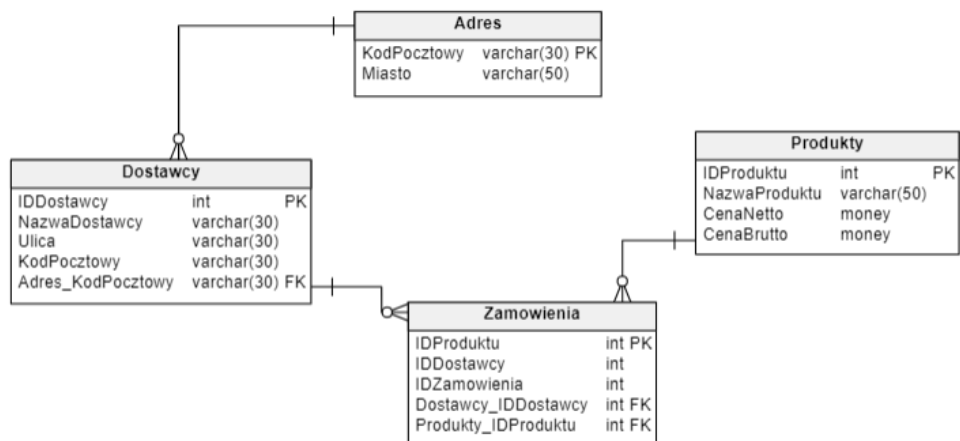 Adres
KodPocztowy varchar(30) PK
Miasto varchar(50)
Dostawcy
IDDostawcy int PK
NazwaDostawcy varchar(30)
Ulica varchar(30)
KodPocztowy varchar(30)
Adres_KodPocztowy varchar(30) FK
Produkty
IDProduktu int PK
NazwaProduktu varchar(50)
CenaNetto money
CenaBrutto money
Zamowienia
IDProduktu int PK
IDDostawcy int
IDZamowienia int
Dostawcy_IDDostawcy int FK
Produkty_IDProduktu int FK